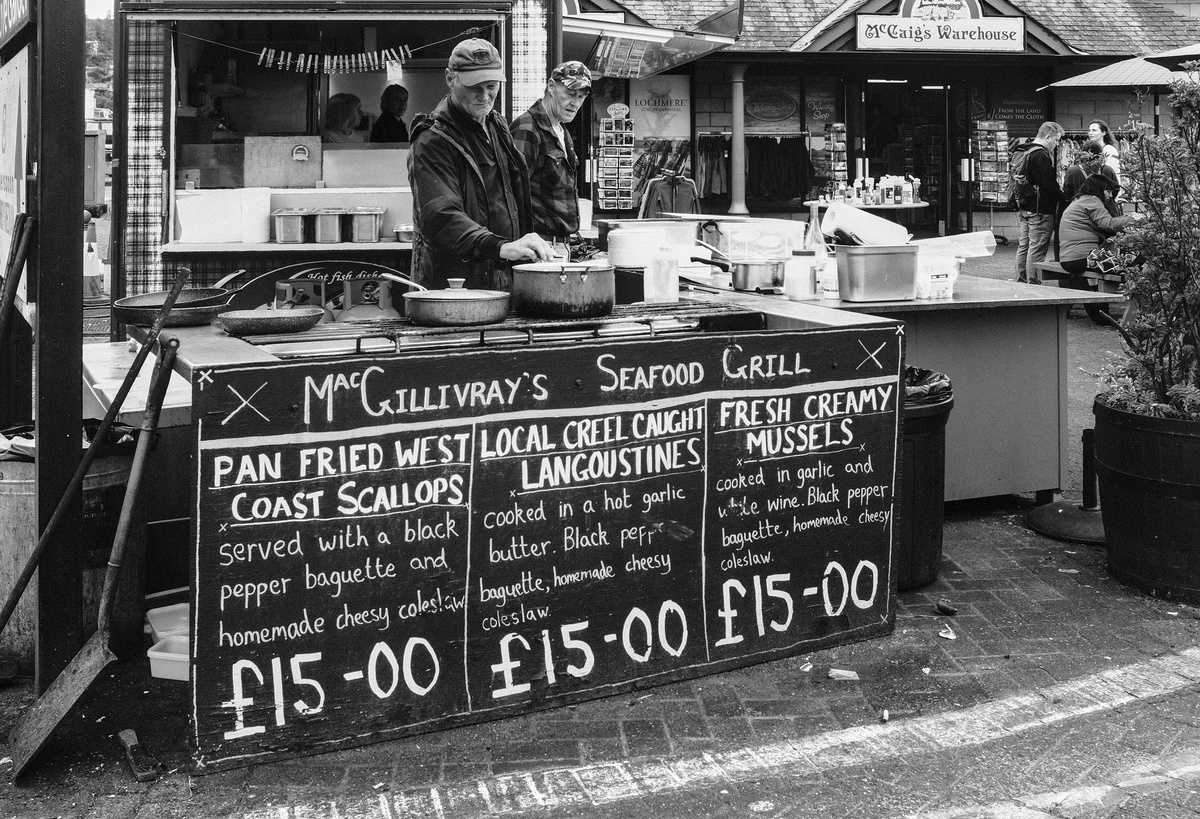 McCaig's Warehouse
LOCHMERE
FROM THE LAND
COMES THE CLOTH
Hot fish dishes
MACGILLIVRAY'S SEAFOOD GRILL
PAN FRIED WEST
COAST SCALLOPS
served with a black
pepper baguette and
homemade cheesy coleslaw
£15-00
LOCAL CREEL CAUGHT
LANGOUSTINES
cooked in a hot garlic
butter. Black pepp
baguette, homemade cheesy
coleslaw.
£15-00
FRESH CREAMY
MUSSELS
cooked in garlic and
white wine. Black pepper
baguette, homemade cheesy
coleslaw.
£15-00